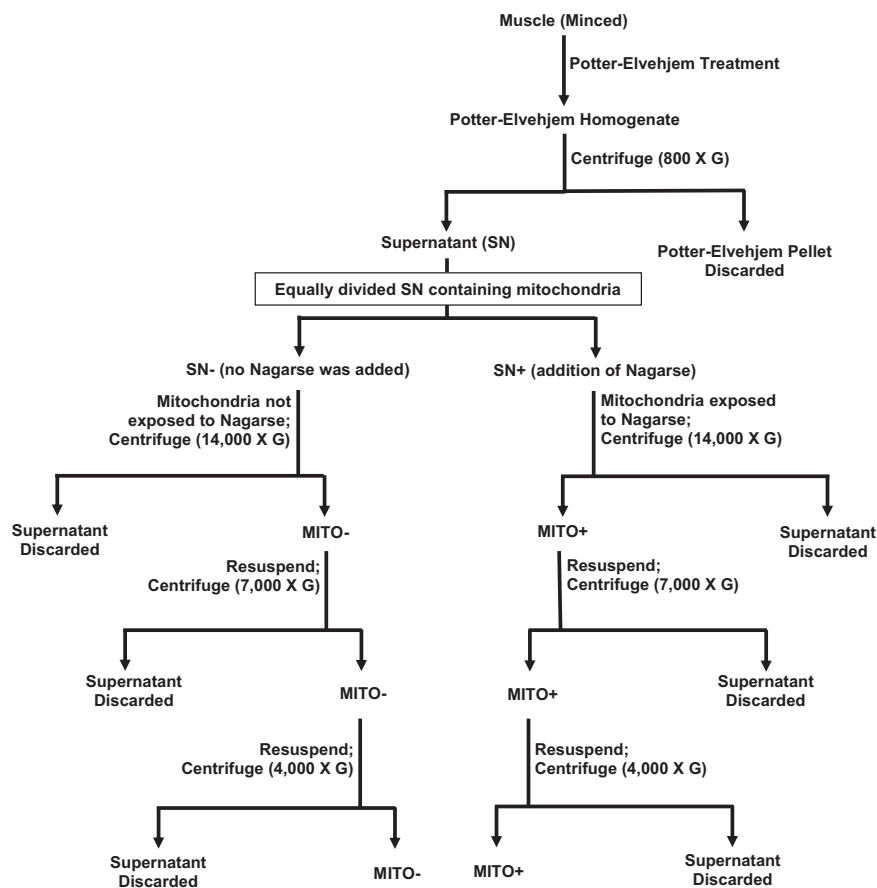 Muscle (Minced)
Potter-Elvehjem Treatment
Potter-Elvehjem Homogenate
Centrifuge (800 X G)
Supernatant (SN)
Potter-Elvehjem Pellet
Discarded
Equally divided SN containing mitochondria
SN- (no Nagarse was added)
SN+ (addition of Nagarse)
Mitochondria not
exposed to Nagarse;
Centrifuge (14,000 X G)
Mitochondria exposed
to Nagarse;
Centrifuge (14,000 X G)
Supernatant
Discarded
MITO-
MITO+
Supernatant
Discarded
Resuspend;
Centrifuge (7,000 X G)
Resuspend;
Centrifuge (7,000 X G)
Supernatant
Discarded
MITO-
MITO+
Supernatant
Discarded
Resuspend;
Centrifuge (4,000 X G)
Resuspend;
Centrifuge (4,000 X G)
Supernatant
Discarded
MITO-
MITO+
Supernatant
Discarded